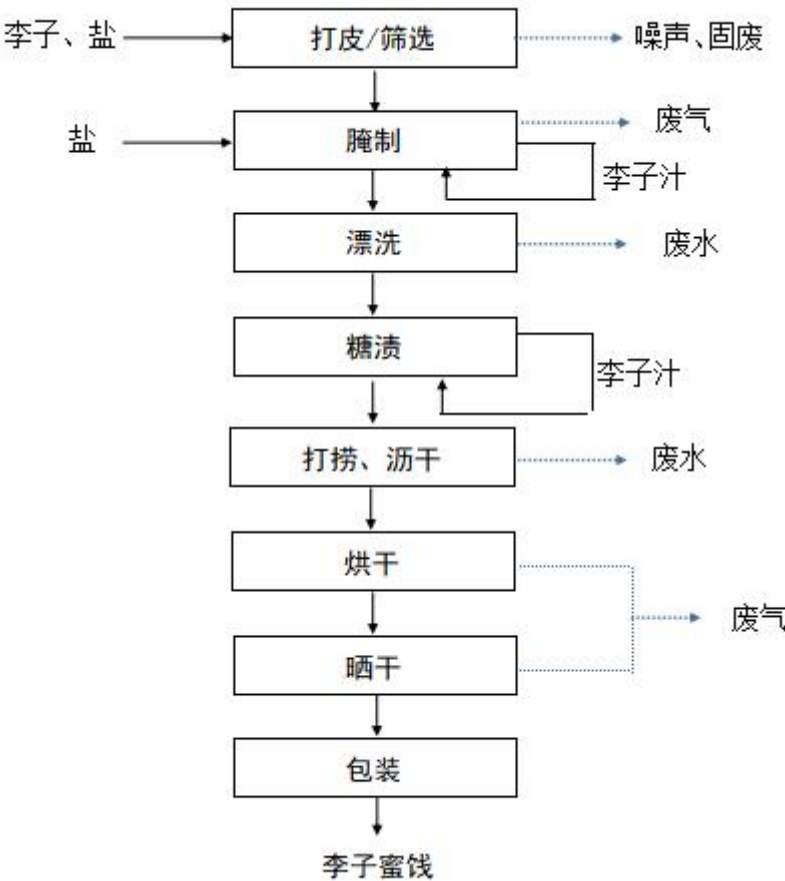 李子、盐
打皮/筛选
噪声、固废
盐
腌制
废气
李子汁
漂洗
废水
糖渍
李子汁
打捞、沥干
废水
烘干
废气
晒干
包装
李子蜜饯